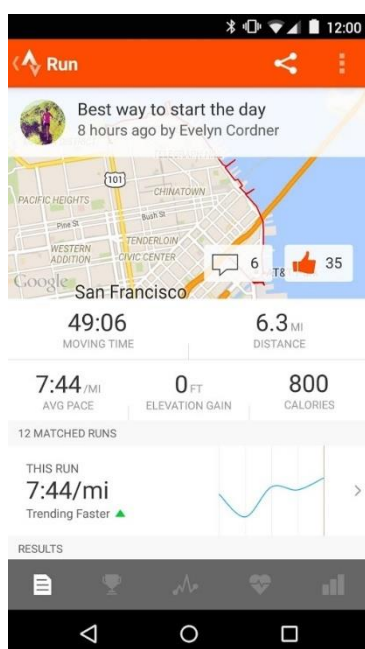 12:00
Run
Best way to start the day
8 hours ago by Evelyn Cordner
101
CHINATOWN
PACIFIC HEIGHTS
Bush St
Pine St
TENDERLOIN
WESTERN
ADDITION
CIVIC CENTER
6
T&
35
Google
San Francisco
49:06
MOVING TIME
6.3 MI
DISTANCE
7:44 /MI
AVG PACE
0 FT
ELEVATION GAIN
800
CALORIES
12 MATCHED RUNS
THIS RUN
7:44/mi
Trending Faster
RESULTS